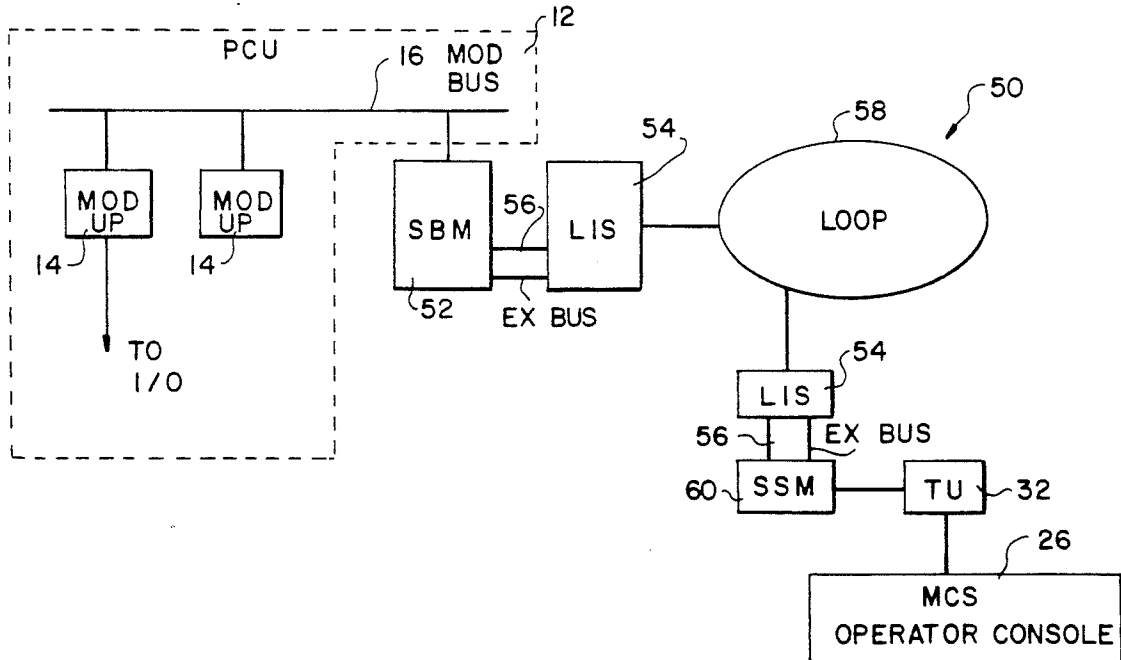 12
PCU
16 MOD
BUS
50
58
54
MOD
UP
MOD
UP
14
14
SBM
52
56
LIS
EX BUS
LOOP
TO
I/O
54
LIS
56
EX BUS
60
SSM
TU
32
26
MCS
OPERATOR CONSOLE